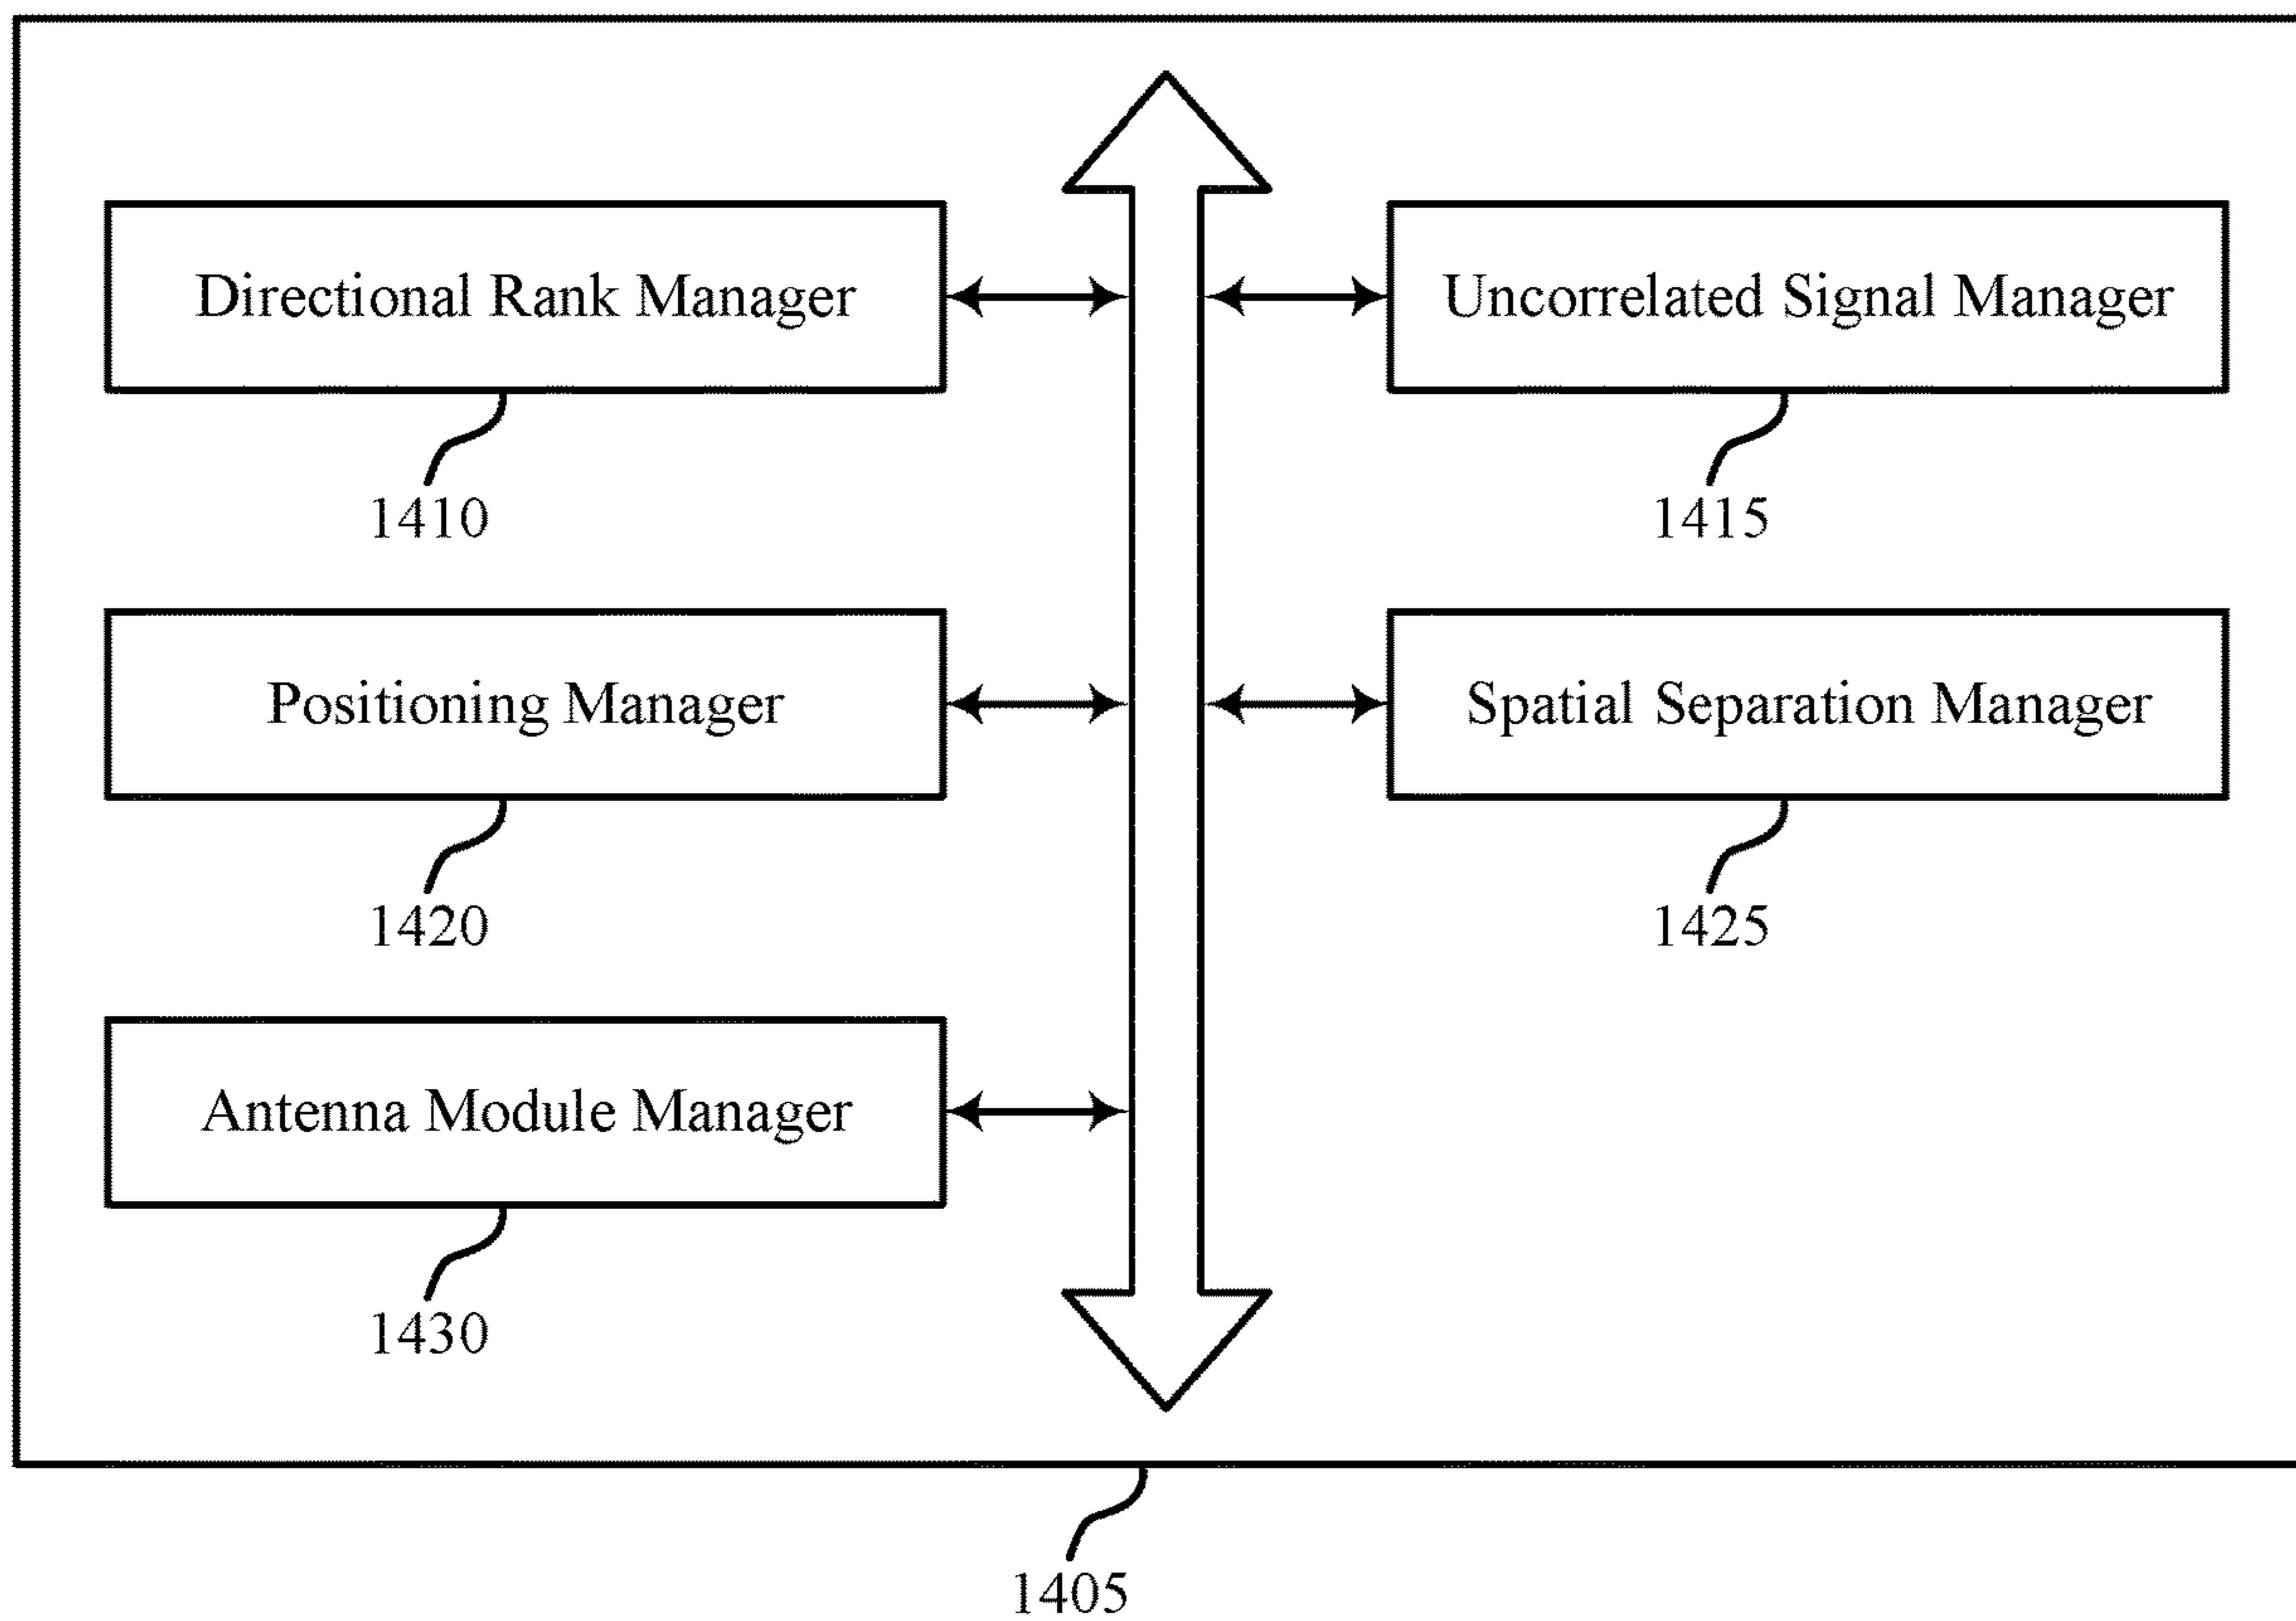 Directional Rank Manager
Uncorrelated Signal Manager
1410
1415
Positioning Manager
Spatial Separation Manager
1420
1425
Antenna Module Manager
1430
1405